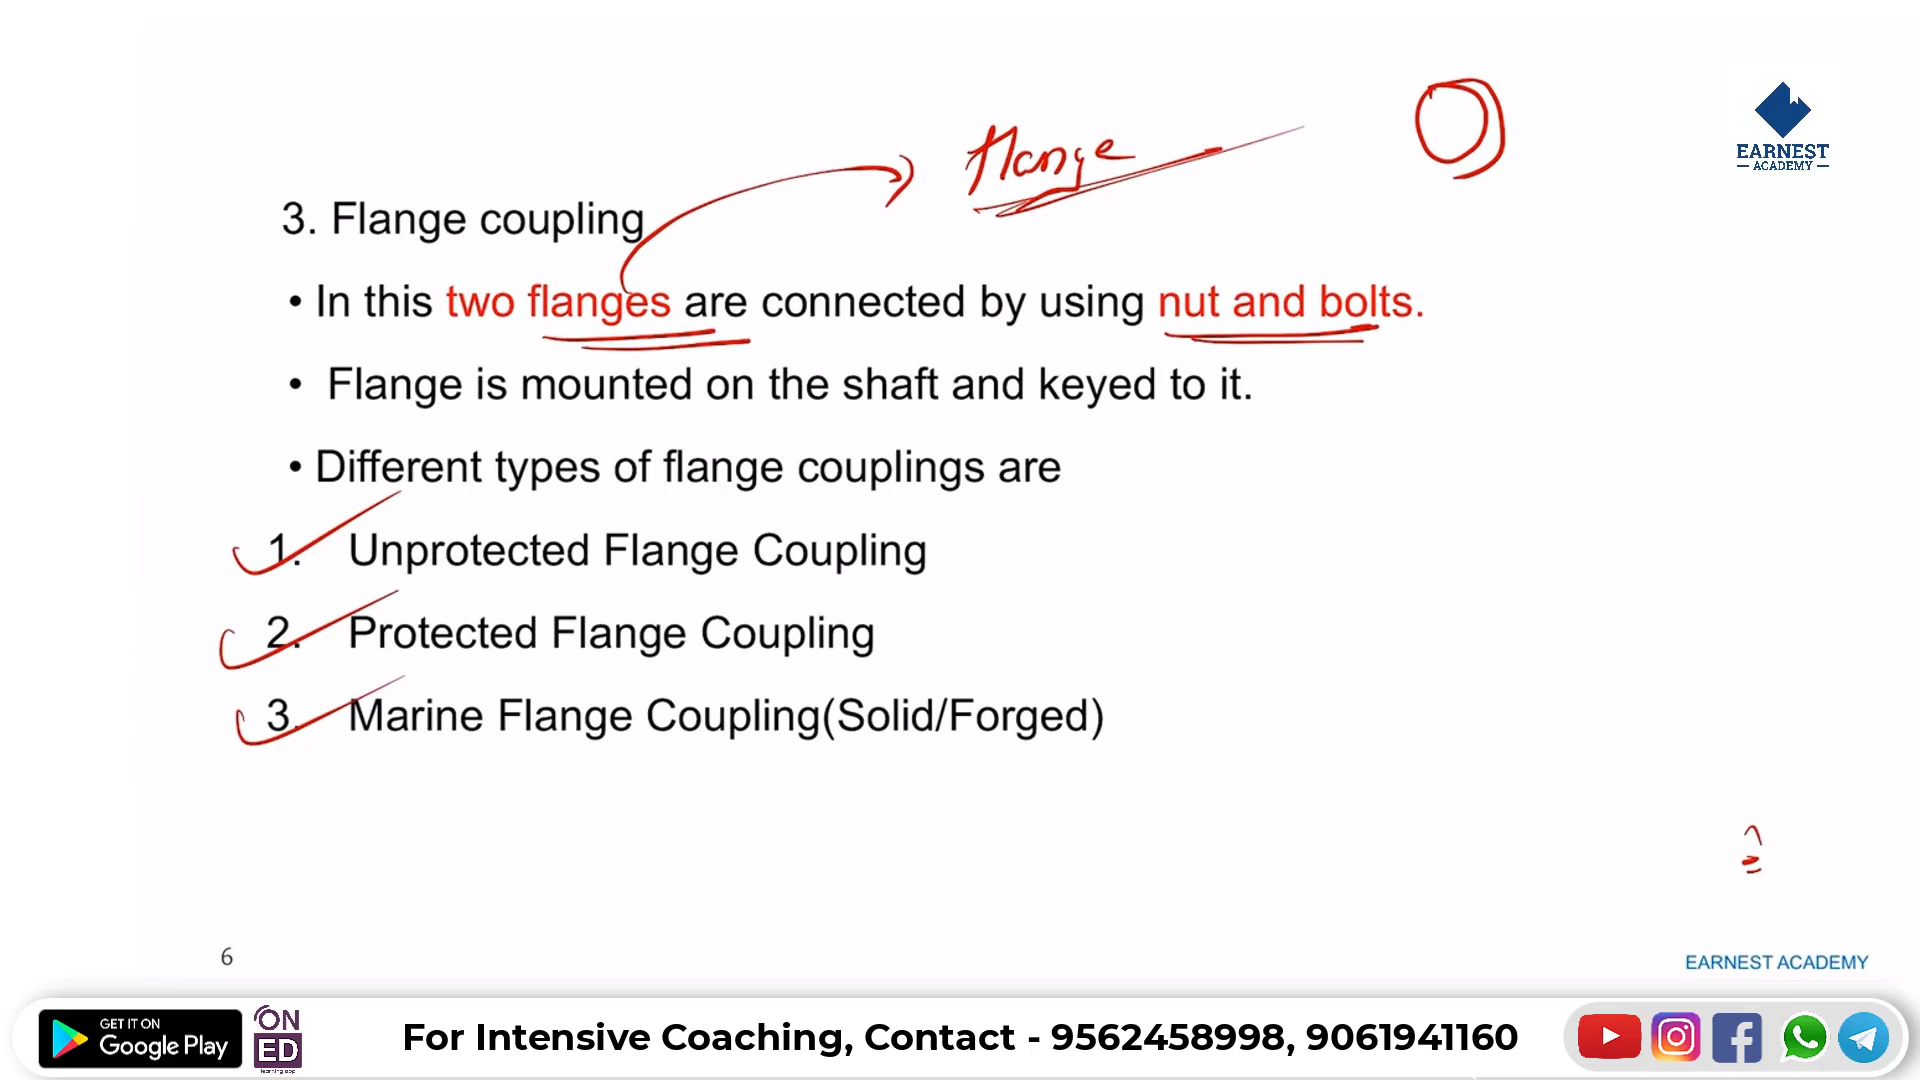 flange
EARNEST
— ACADEMY —
3. Flange coupling
• In this two flanges are connected by using nut and bolts.
• Flange is mounted on the shaft and keyed to it.
• Different types of flange couplings are
1. Unprotected Flange Coupling
2. Protected Flange Coupling
3. Marine Flange Coupling(Solid/Forged)
6
EARNEST ACADEMY
GET IT ON
Google Play
ON
ED
learning app
For Intensive Coaching, Contact - 9562458998, 9061941160